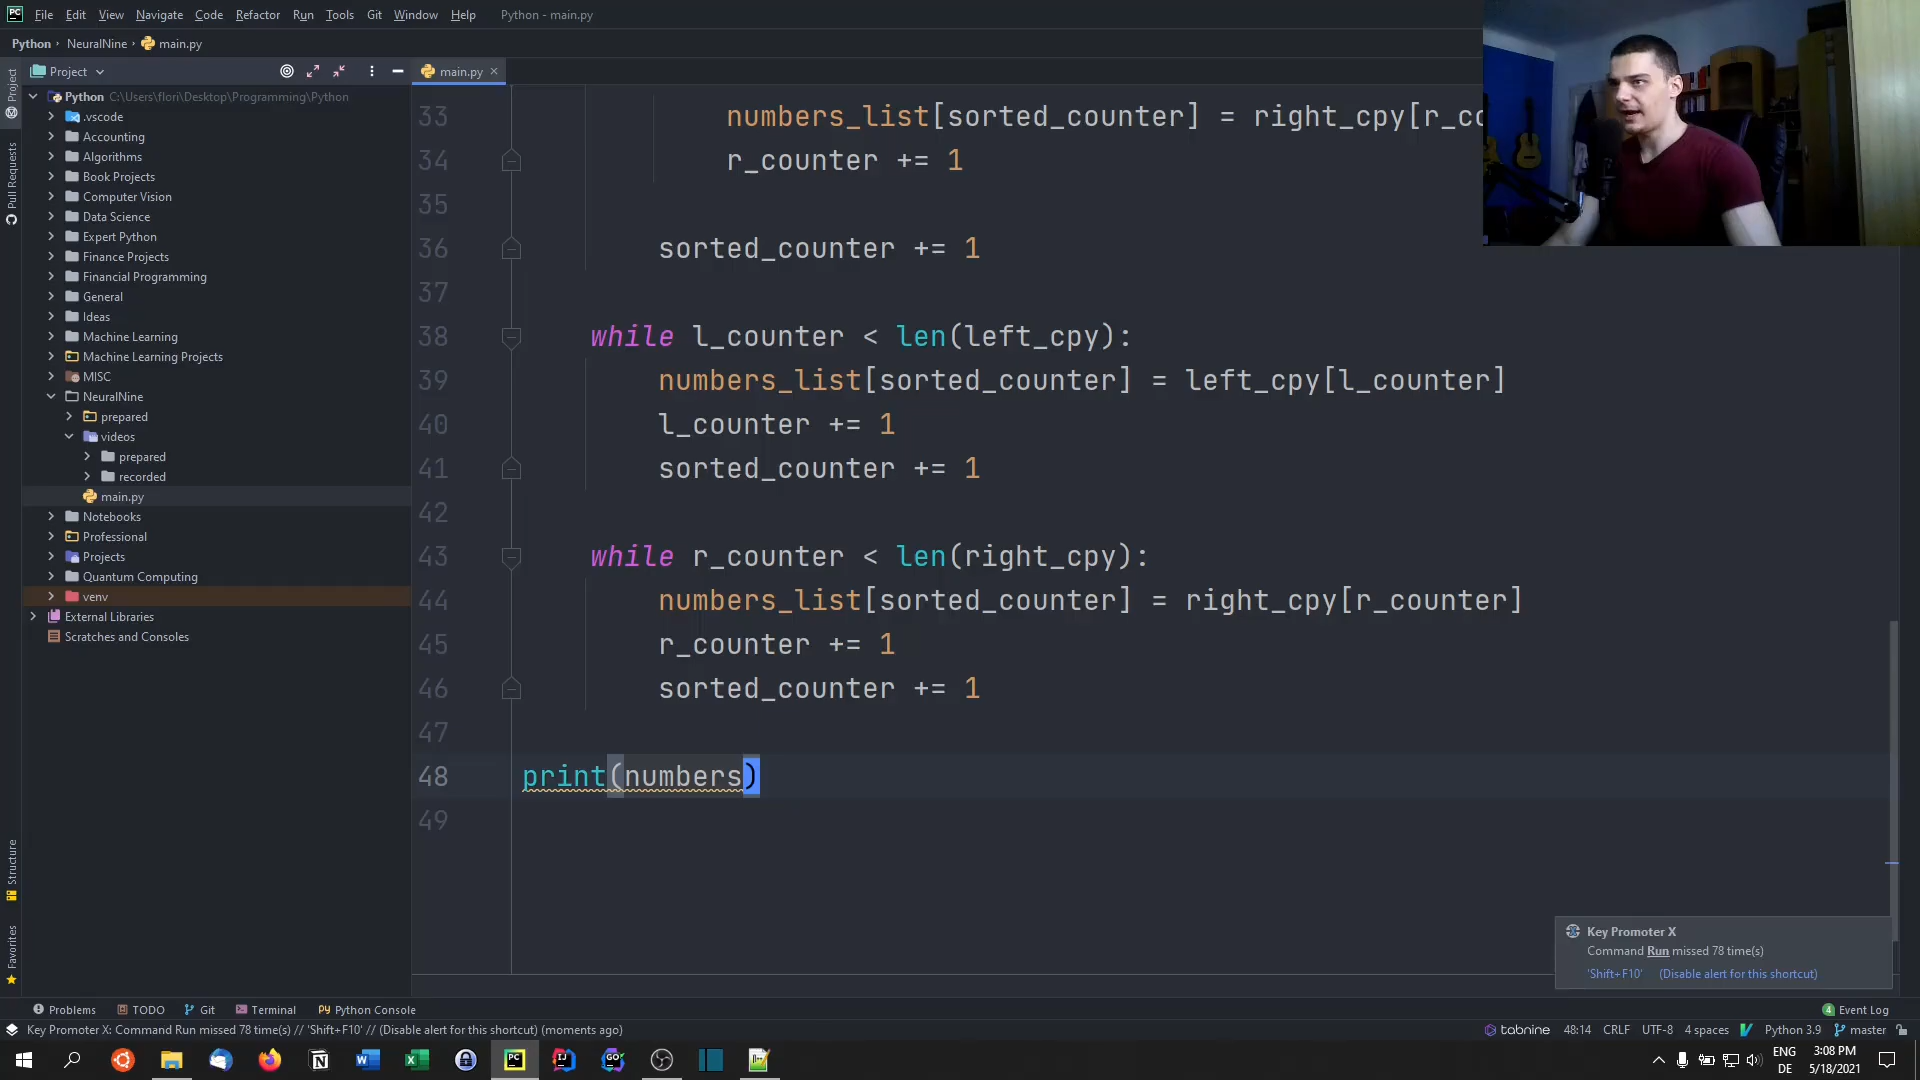 File Edit View Navigate Code Refactor Run Tools Git Window Help Python - main.py
Python NeuralNine main.py
Project main.py
Project
Pull Requests
Structure
Favorites
Python C:\Users\flori\Desktop\Programming\Python
.vscode
Accounting
Algorithms
Book Projects
Computer Vision
Data Science
Expert Python
Finance Projects
Financial Programming
General
Ideas
Machine Learning
Machine Learning Projects
MISC
NeuralNine
prepared
videos
prepared
recorded
main.py
Notebooks
Professional
Projects
Quantum Computing
venv
External Libraries
Scratches and Consoles
33 numbers_list[sorted_counter] = right_cpy[r_co
34 r_counter += 1
35
36 sorted_counter += 1
37
38 while l_counter < len(left_cpy):
39 numbers_list[sorted_counter] = left_cpy[l_counter]
40 l_counter += 1
41 sorted_counter += 1
42
43 while r_counter < len(right_cpy):
44 numbers_list[sorted_counter] = right_cpy[r_counter]
45 r_counter += 1
46 sorted_counter += 1
47
48 print(numbers)
49
Key Promoter X
Command Run missed 78 time(s)
'Shift+F10' (Disable alert for this shortcut)
Problems TODO Git Terminal Python Console 4 Event Log
Key Promoter X: Command Run missed 78 time(s) // 'Shift+F10' // (Disable alert for this shortcut) (moments ago) tabnine 48:14 CRLF UTF-8 4 spaces Python 3.9 master
ENG 3:08 PM
DE 5/18/2021